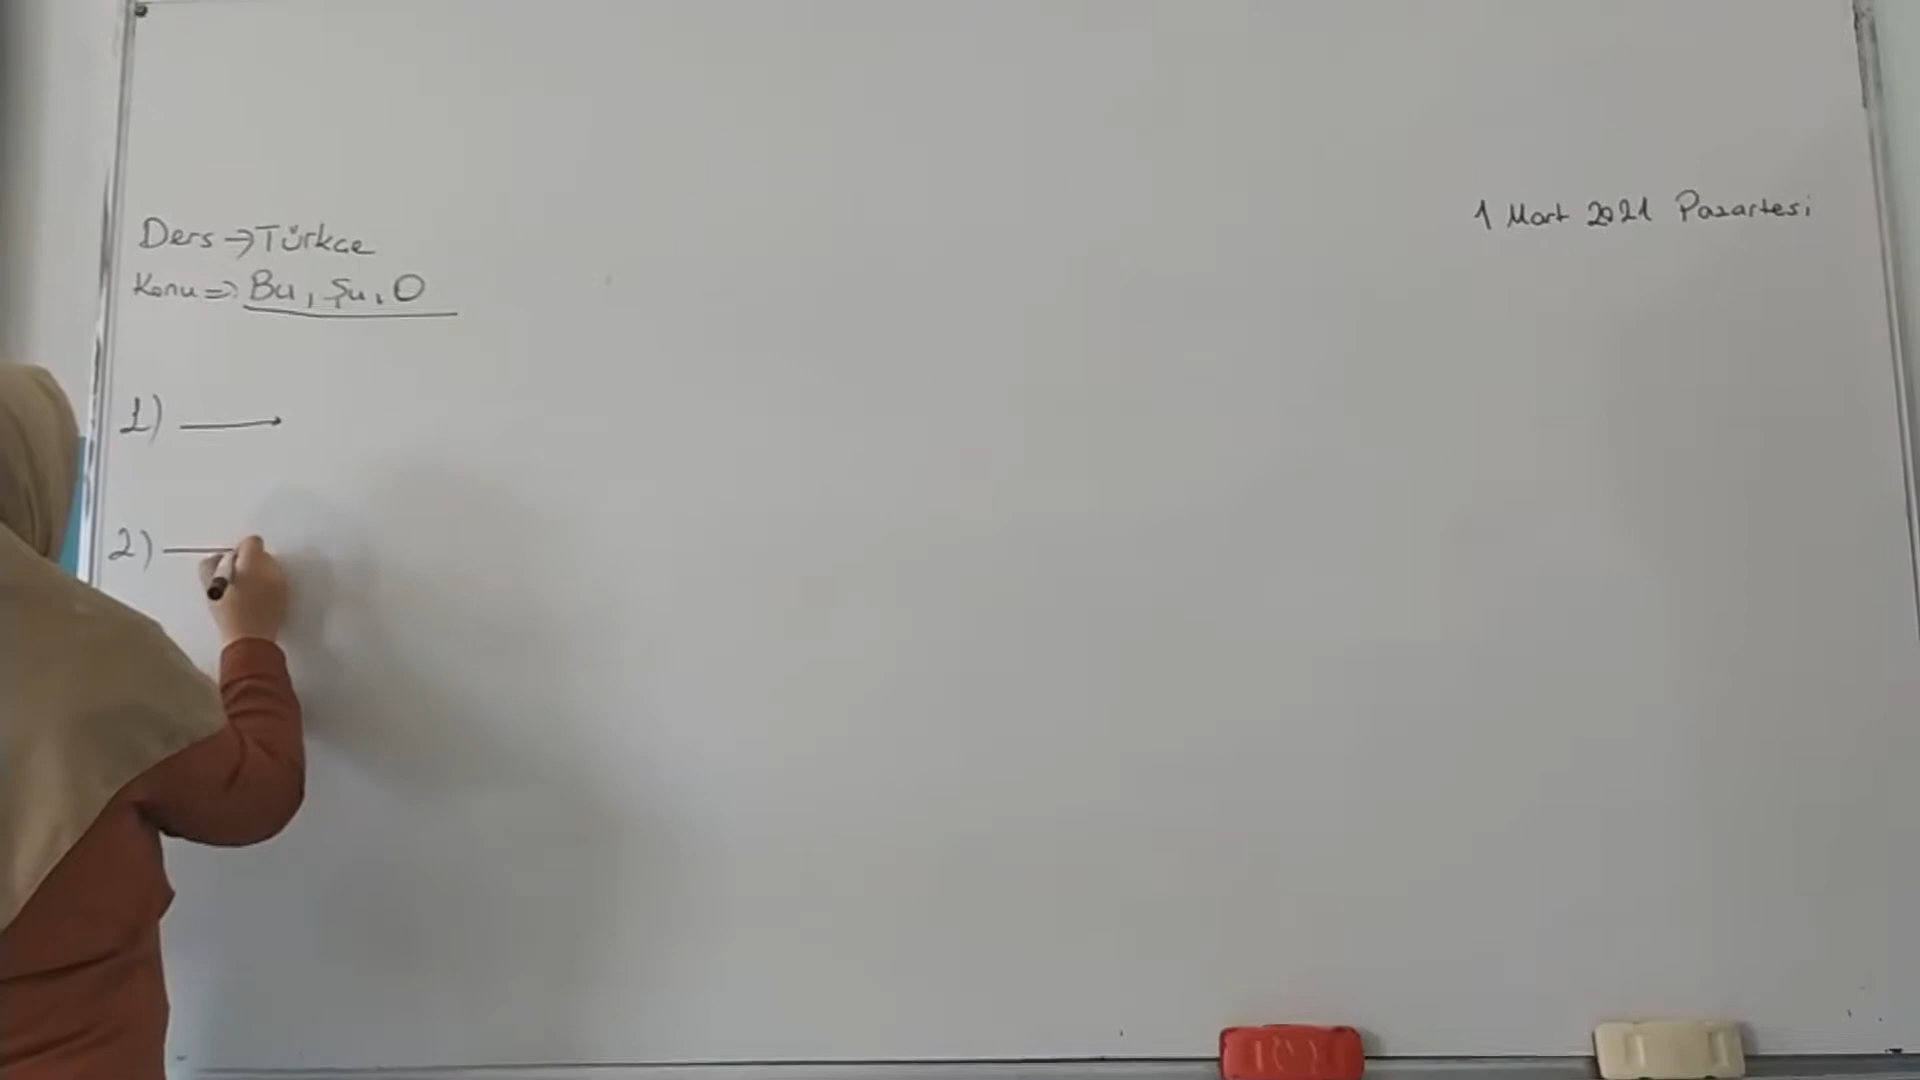 1 Mart 2021 Pazartesi
Ders → Türkçe
Konu ⇒ Bu, Şu, O
1) →
2) —